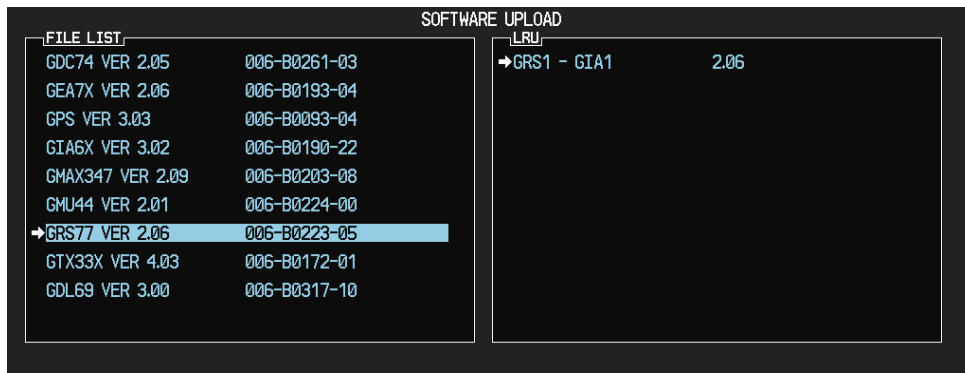 SOFTWARE UPLOAD
FILE LIST
GDC74 VER 2.05 006-B0261-03
GEA7X VER 2.06 006-B0193-04
GPS VER 3.03 006-B0093-04
GIA6X VER 3.02 006-B0190-22
GMAX347 VER 2.09 006-B0203-08
GMU44 VER 2.01 006-B0224-00
GRS77 VER 2.06 006-B0223-05
GTX33X VER 4.03 006-B0172-01
GDL69 VER 3.00 006-B0317-10
LRU
GRS1 - GIA1 2.06